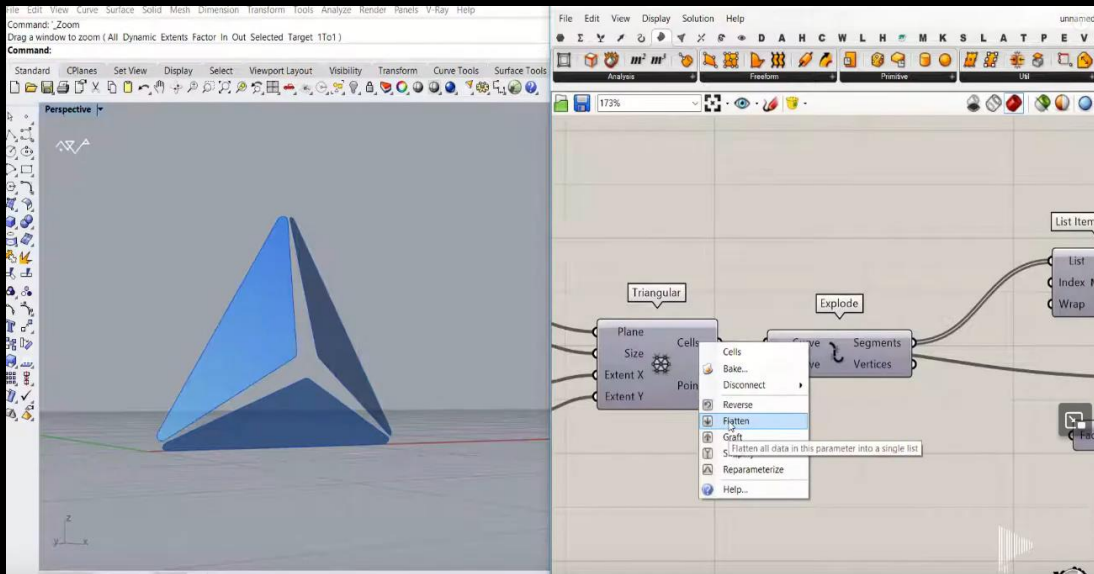 File Edit View Curve Surface Solid Mesh Dimension Transform Tools Analyze Render Panels V-Ray Help
Command: '_Zoom
Drag a window to zoom ( All Dynamic Extents Factor In Out Selected Target 1To1 )
Command:
Standard CPlanes Set View Display Select Viewport Layout Visibility Transform Curve Tools Surface Tools
Perspective
z
y x
File Edit View Display Solution Help unnamed
D A H C W L H M K S L A T P E V
m² m³
Analysis + Freeform + Primitive + Util
173%
List Item
List
Index
Wrap
Triangular
Plane
Size
Extent X
Extent Y
Cells
Explode
Segments
Vertices
Cells
Bake...
Disconnect
Reverse
Flatten
Graft
Flatten all data in this parameter into a single list
Reparameterize
Help...